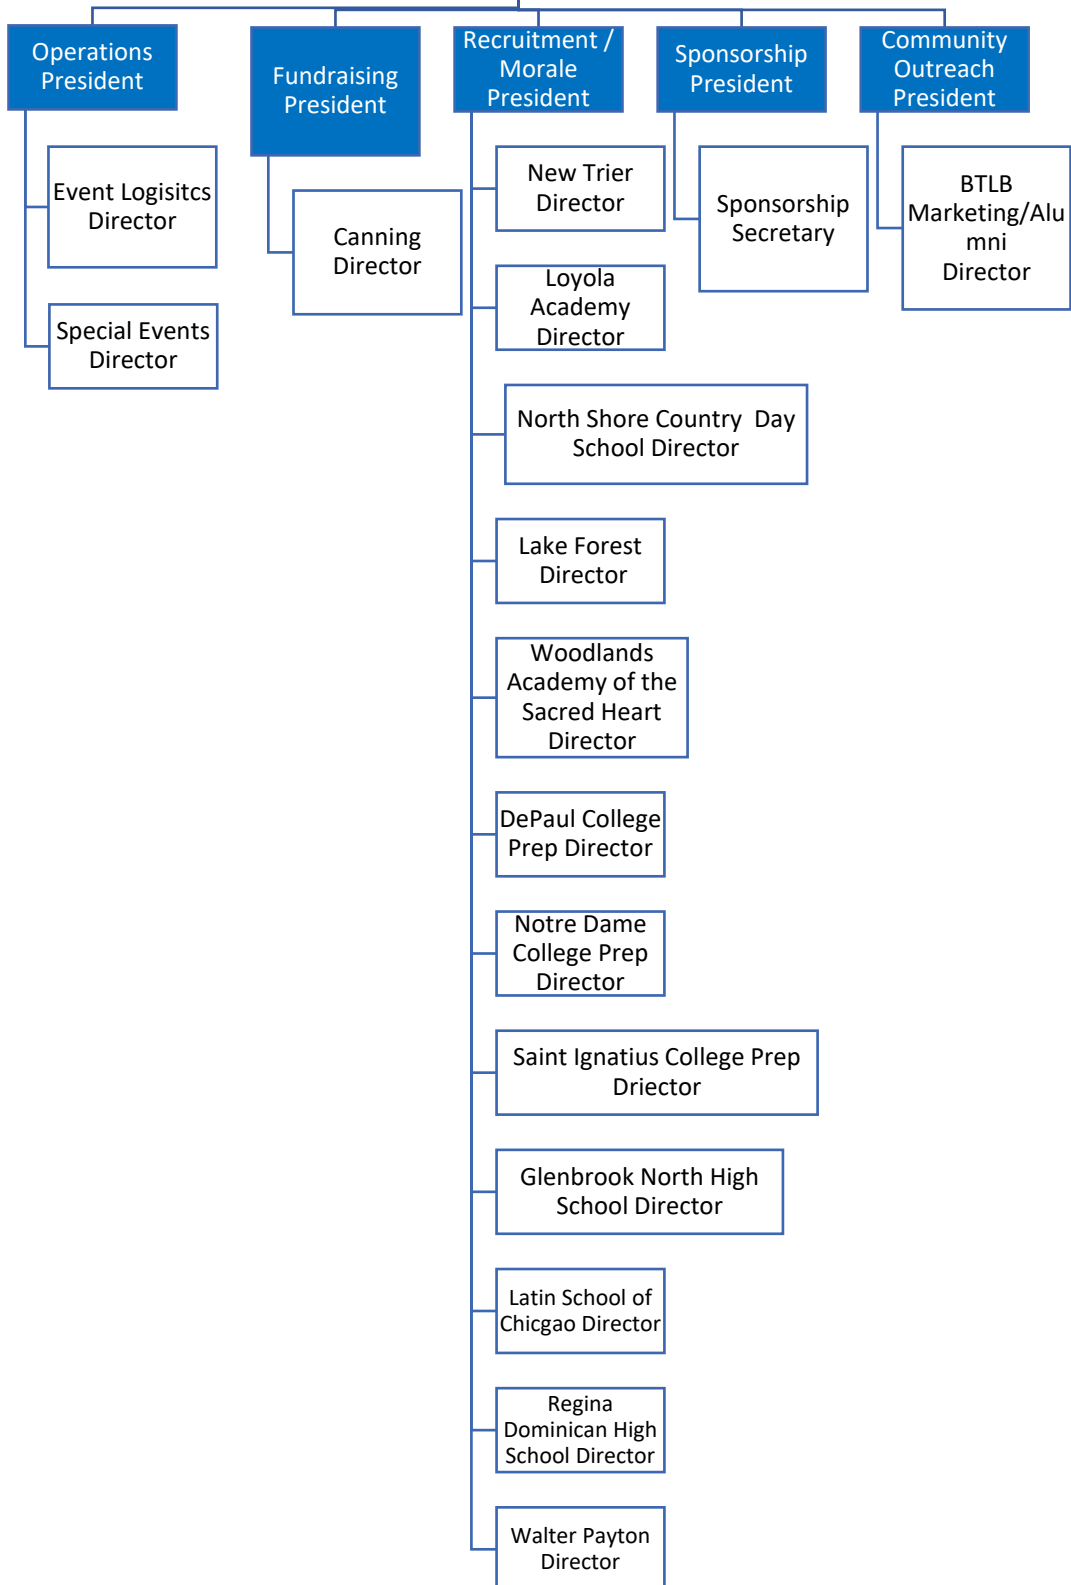 Operations
President
Fundraising
President
Recruitment /
Morale
President
Sponsorship
President
Community
Outreach
President
Event Logisitcs
Director
Special Events
Director
Canning
Director
New Trier
Director
Loyola
Academy
Director
North Shore Country  Day
School Director
Lake Forest
Director
Woodlands
Academy of the
Sacred Heart
Director
DePaul College
Prep Director
Notre Dame
College Prep
Director
Saint Ignatius College Prep
Driector
Glenbrook North High
School Director
Latin School of
Chicgao Director
Regina
Dominican High
School Director
Walter Payton
Director
Sponsorship
Secretary
BTLB
Marketing/Alu
mni
Director